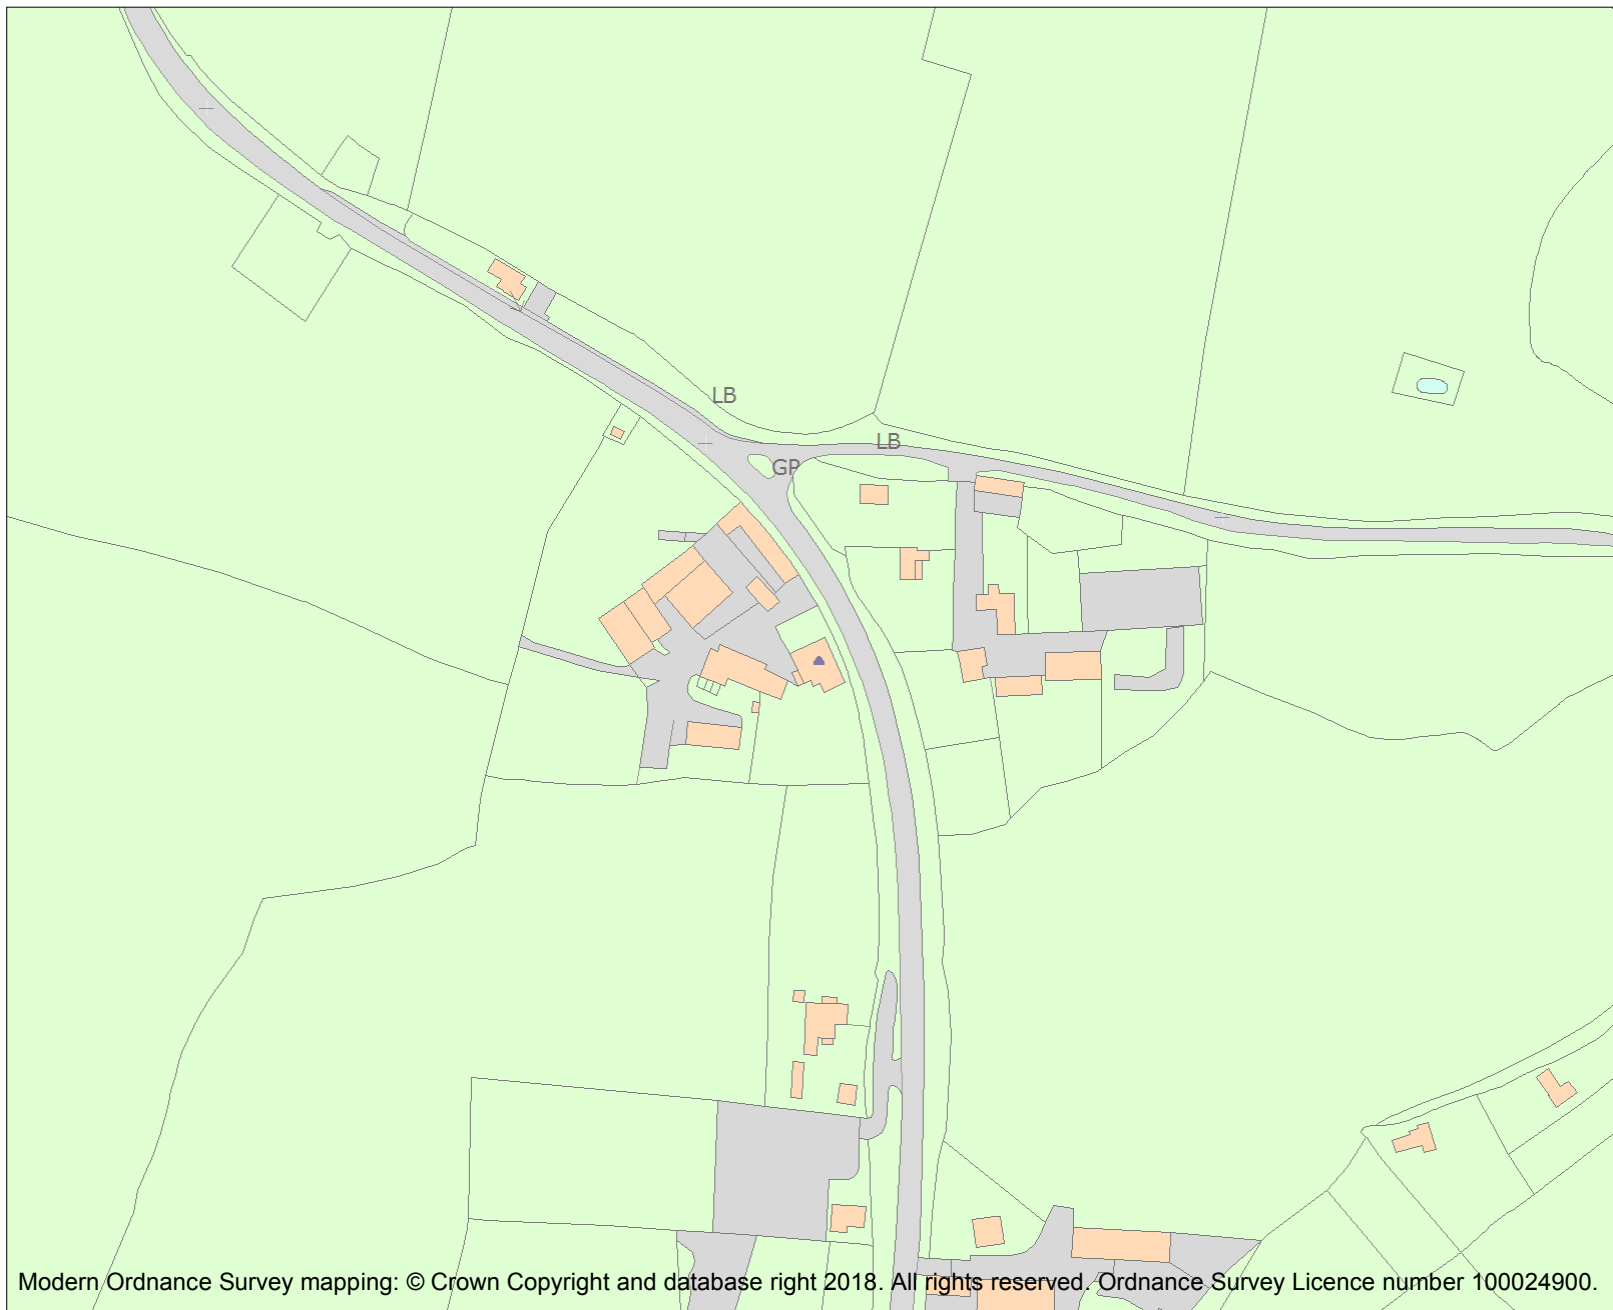 LB
LB
GP
Modern Ordnance Survey mapping: © Crown Copyright and database right 2018. All rights reserved. Ordnance Survey Licence number 100024900.